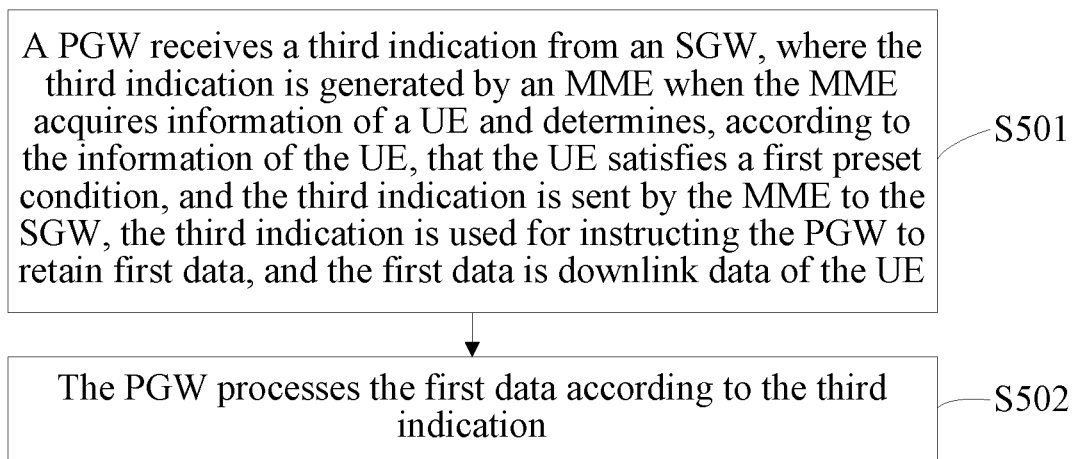 A PGW receives a third indication from an SGW, where the
third indication is generated by an MME when the MME
acquires information of a UE and determines, according to
the information of the UE, that the UE satisfies a first preset
condition, and the third indication is sent by the MME to the
SGW, the third indication is used for instructing the PGW to
retain first data, and the first data is downlink data of the UE
S501
The PGW processes the first data according to the third
indication
S502